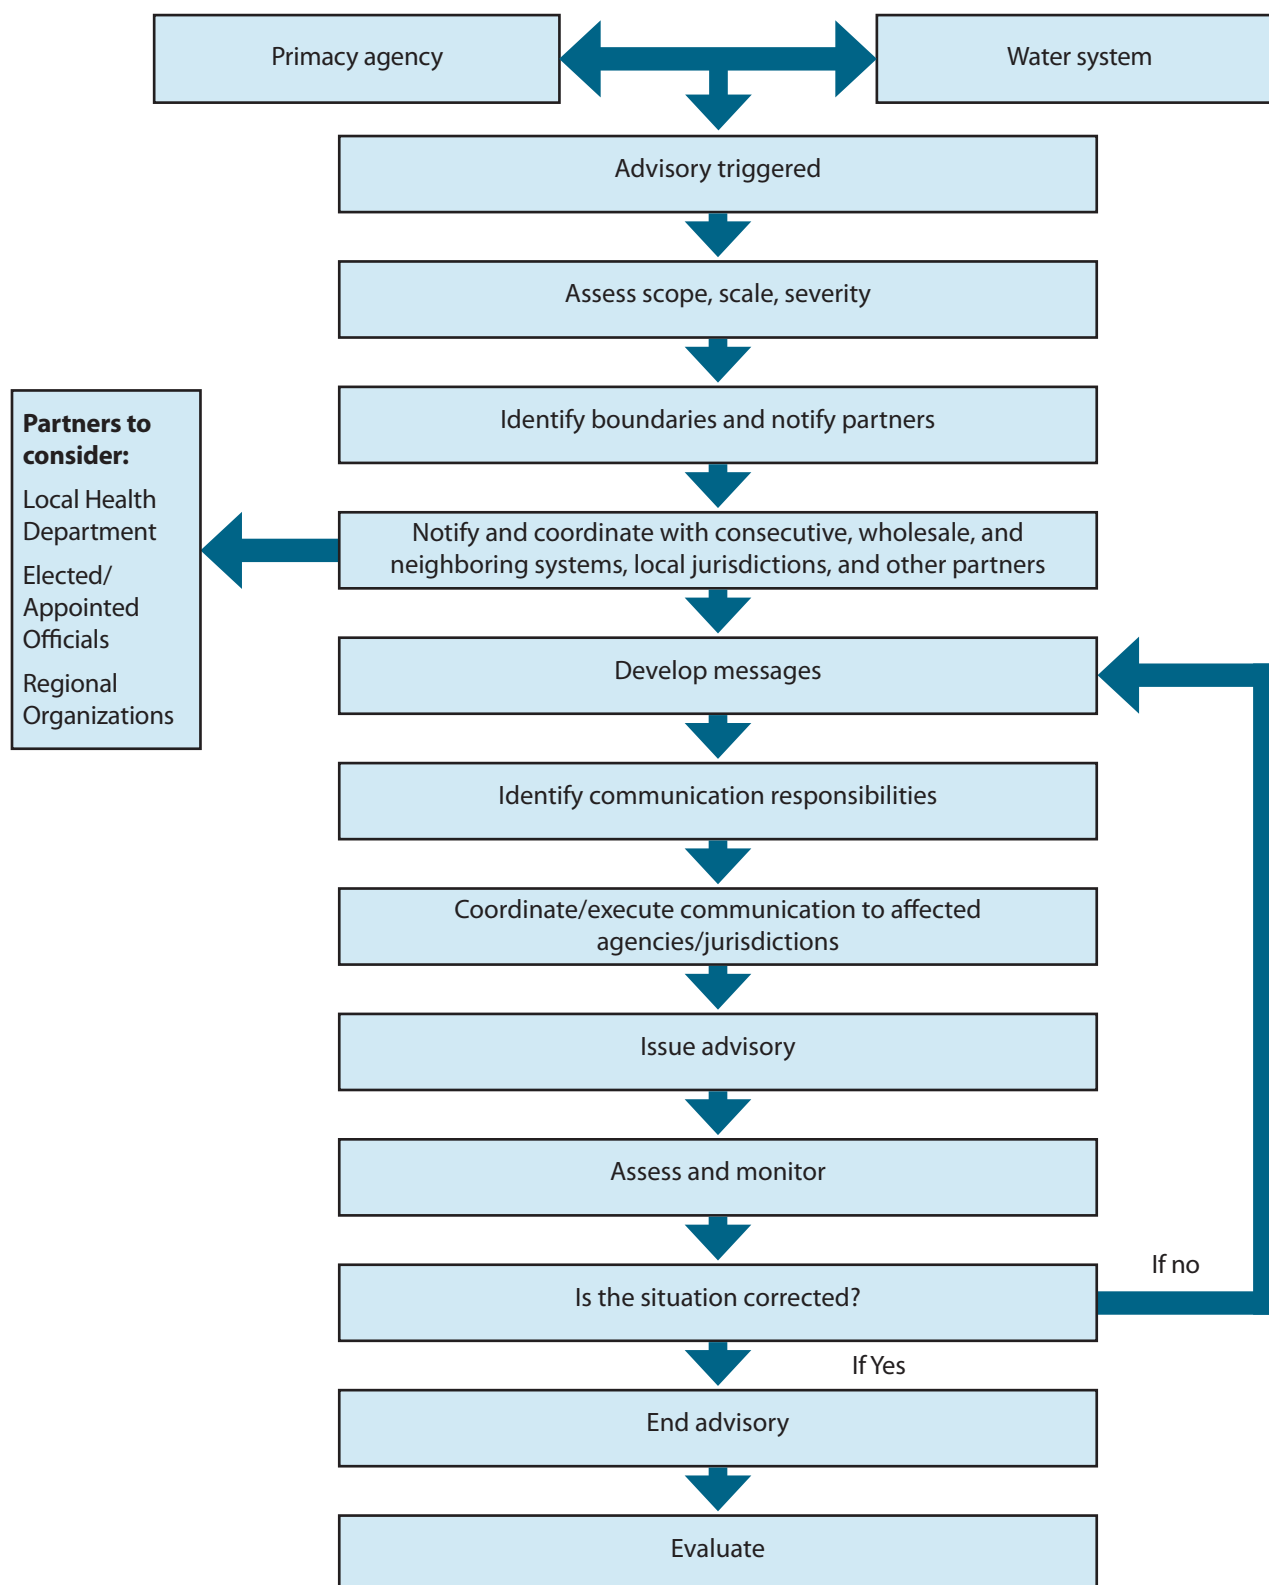 Primacy agency
Water system
Advisory triggered
Assess scope, scale, severity
Identify boundaries and notify partners
Partners to
consider:
Local Health
Department
Elected/
Appointed
Officials
Regional
Organizations
Notify and coordinate with consecutive, wholesale, and
neighboring systems, local jurisdictions, and other partners
Develop messages
Identify communication responsibilities
Coordinate/execute communication to affected
agencies/jurisdictions
Issue advisory
Assess and monitor
Is the situation corrected?
If no
If Yes
End advisory
Evaluate